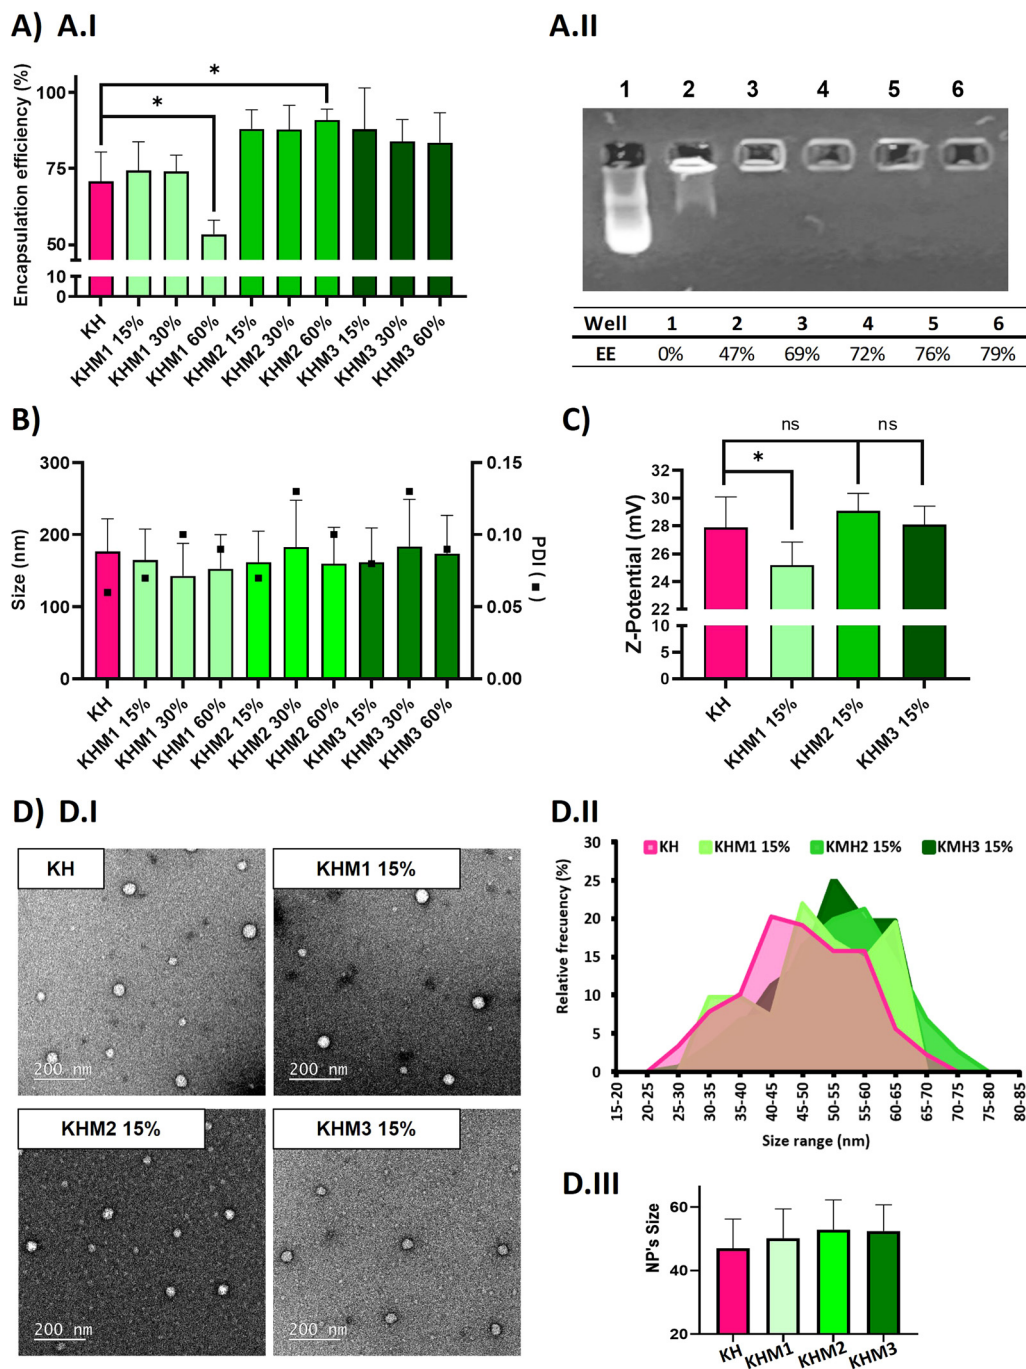 A) A.I
Encapsulation efficiency (%)
100
75
50
10
0
*
*
KH
KHM1 15%
KHM1 30%
KHM1 60%
KHM2 15%
KHM2 30%
KHM2 60%
KHM3 15%
KHM3 30%
KHM3 60%
A.II
1 2 3 4 5 6
Well 1 2 3 4 5 6
EE 0% 47% 69% 72% 76% 79%
B)
Size (nm)
300
200
100
0
0.15
0.10
0.05
0.00
PDI (■)
KH
KHM1 15%
KHM1 30%
KHM1 60%
KHM2 15%
KHM2 30%
KHM2 60%
KHM3 15%
KHM3 30%
KHM3 60%
C)
ns ns
*
Z-Potential (mV)
32
30
28
26
24
22
10
5
0
KH
KHM1 15%
KHM2 15%
KHM3 15%
D) D.I
KH
200 nm
KHM1 15%
200 nm
KHM2 15%
200 nm
KHM3 15%
200 nm
D.II
KH KHM1 15% KMH2 15% KMH3 15%
Relative frecuency (%)
30
25
20
15
10
5
0
15-20
20-25
25-30
30-35
35-40
40-45
45-50
50-55
55-60
60-65
65-70
70-75
75-80
80-85
Size range (nm)
D.III
NP's Size
60
40
20
KH
KHM1
KHM2
KHM3